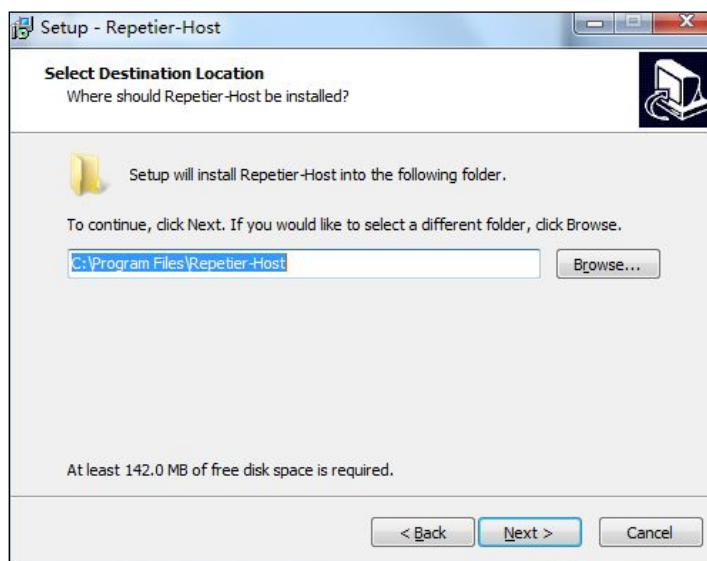 Setup - Repetier-Host
Select Destination Location
Where should Repetier-Host be installed?
Setup will install Repetier-Host into the following folder.
To continue, click Next. If you would like to select a different folder, click Browse.
C:\Program Files\Repetier-Host
Browse...
At least 142.0 MB of free disk space is required.
< Back
Next >
Cancel